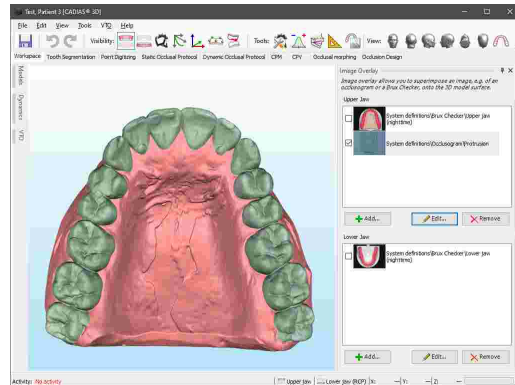 Test, Patient 3 [CADIAS® 3D]
File Edit View Tools VTO Help
Visibility: Tools: View:
Workspace Tooth Segmentation Point Digitizing Static Occlusal Protocol Dynamic Occlusal Protocol CPM CPV Occlusal morphing Occlusion Design
Models
Dynamics
VTO
Image Overlay
Image overlay allows you to superimpose an image, e.g. of an
occlusogram or a Brux Checker, onto the 3D model surface.
Upper Jaw
System definitions\Brux Checker\Upper jaw
(nighttime)
System definitions\Occlusogram\Protrusion
Add... Edit... Remove
Lower Jaw
System definitions\Brux Checker\Lower jaw
(nighttime)
Add... Edit... Remove
Activity: No activity
Upper jaw Lower jaw (RCP) X: — Y: — Z: —